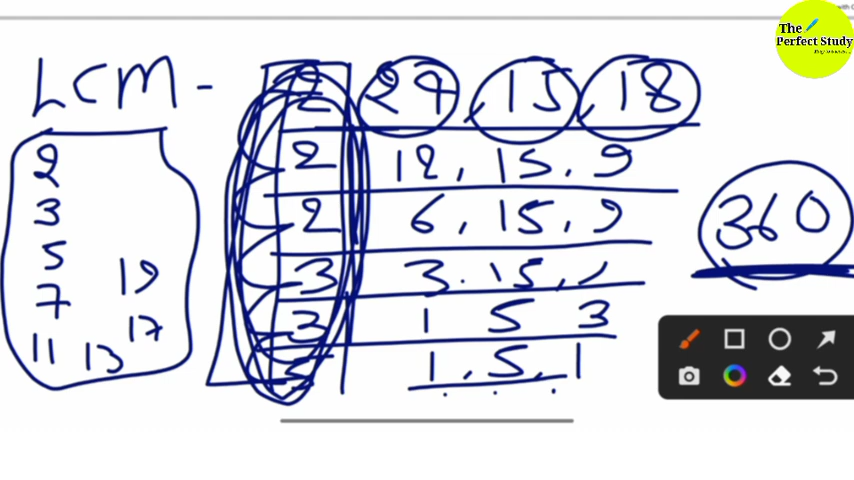 The
Perfect Study
LCM - 2 24, 15, 18
2 12, 15, 9
2 6, 15, 9
3 3. 15, 9
3 1 5 3
5 1, 5, 1
2
3
5
7 19
11 13 17
360